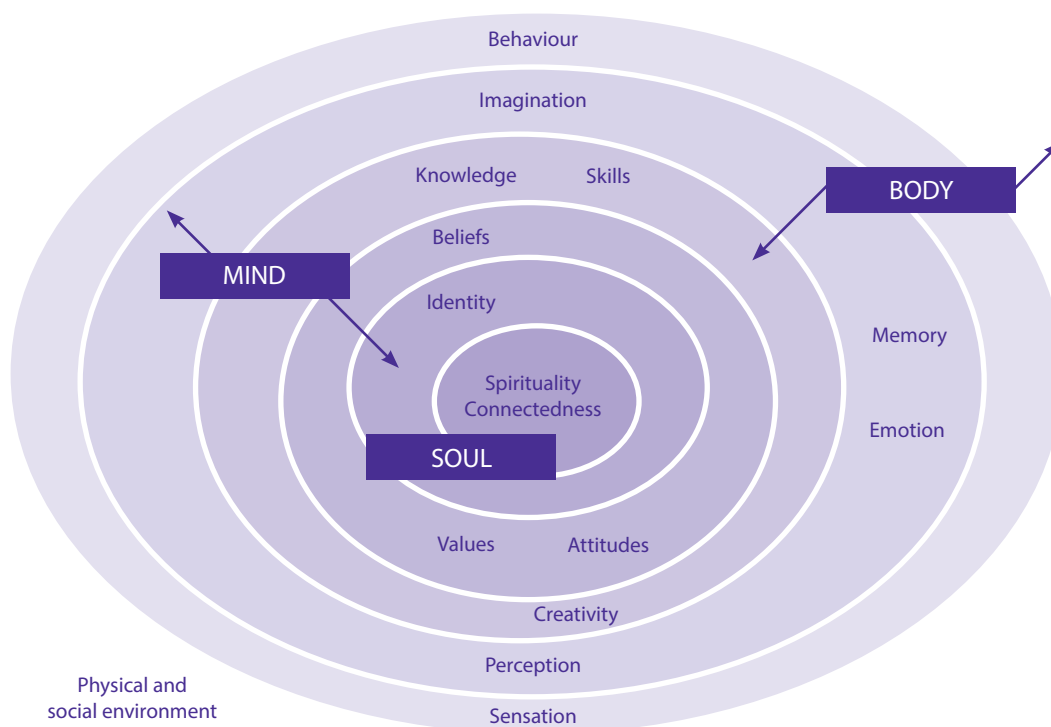 Behaviour
Imagination
Knowledge Skills
BODY
Beliefs
MIND
Identity
Memory
Spirituality
Connectedness
Emotion
SOUL
Values Attitudes
Creativity
Perception
Physical and
social environment
Sensation